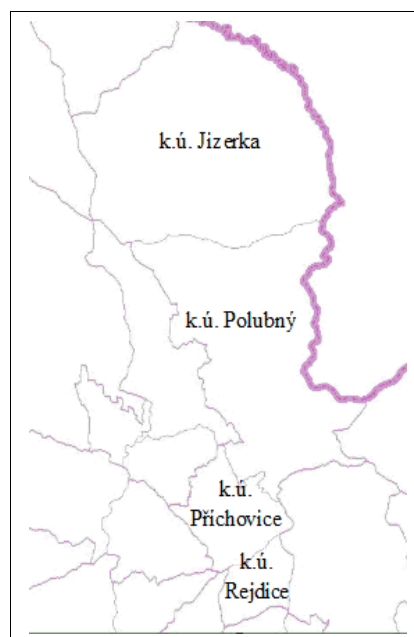 k.ú. Jizerka
k.ú. Polubný
k.ú.
Příchovice
k.ú.
Rejdice